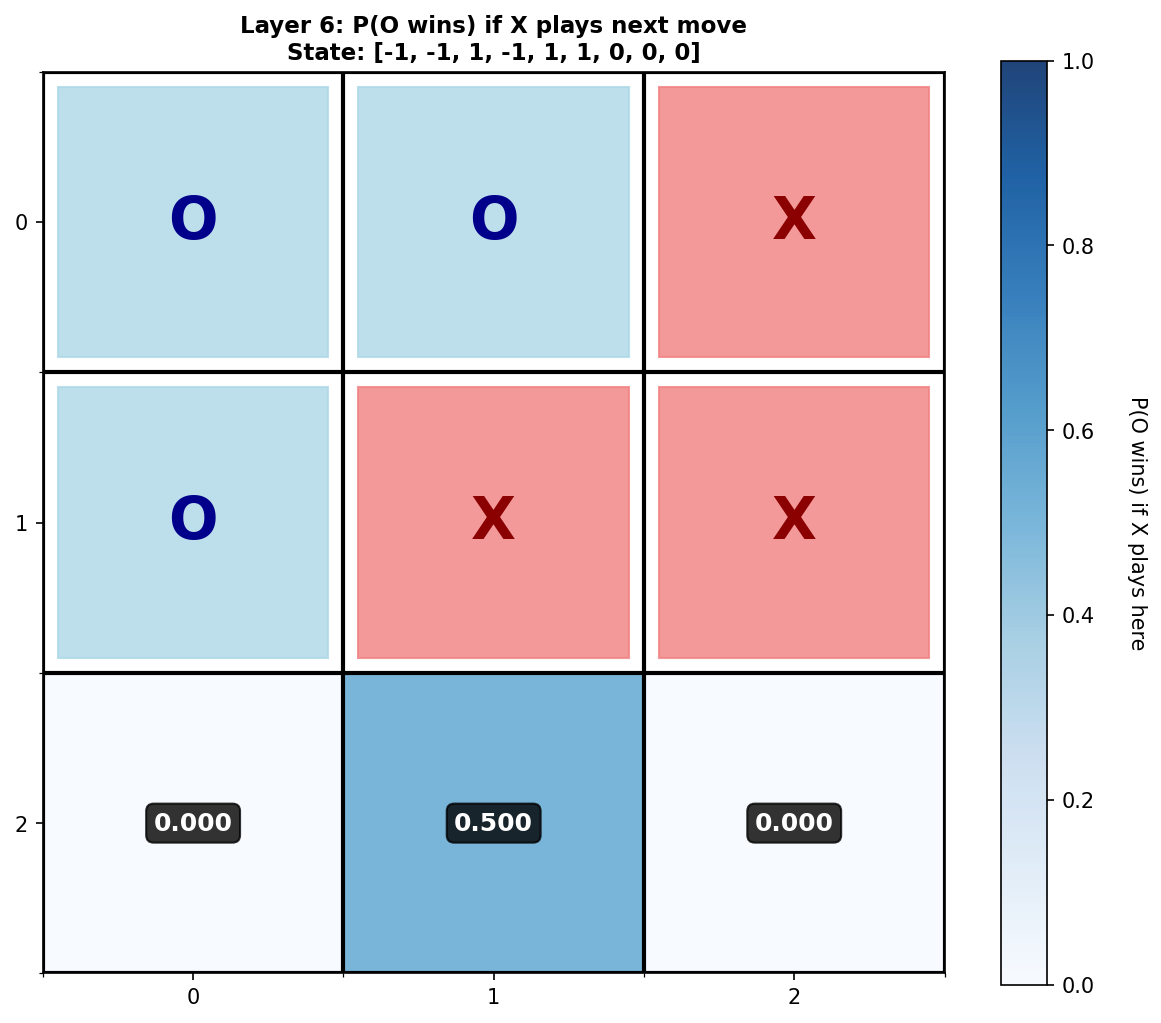 Layer 6: P(O wins) if X plays next move
State: [-1, -1, 1, -1, 1, 1, 0, 0, 0]
0
O
O
X
1
O
X
X
2
0.000
0.500
0.000
0
1
2
1.0
0.8
0.6
0.4
0.2
0.0
P(O wins) if X plays here